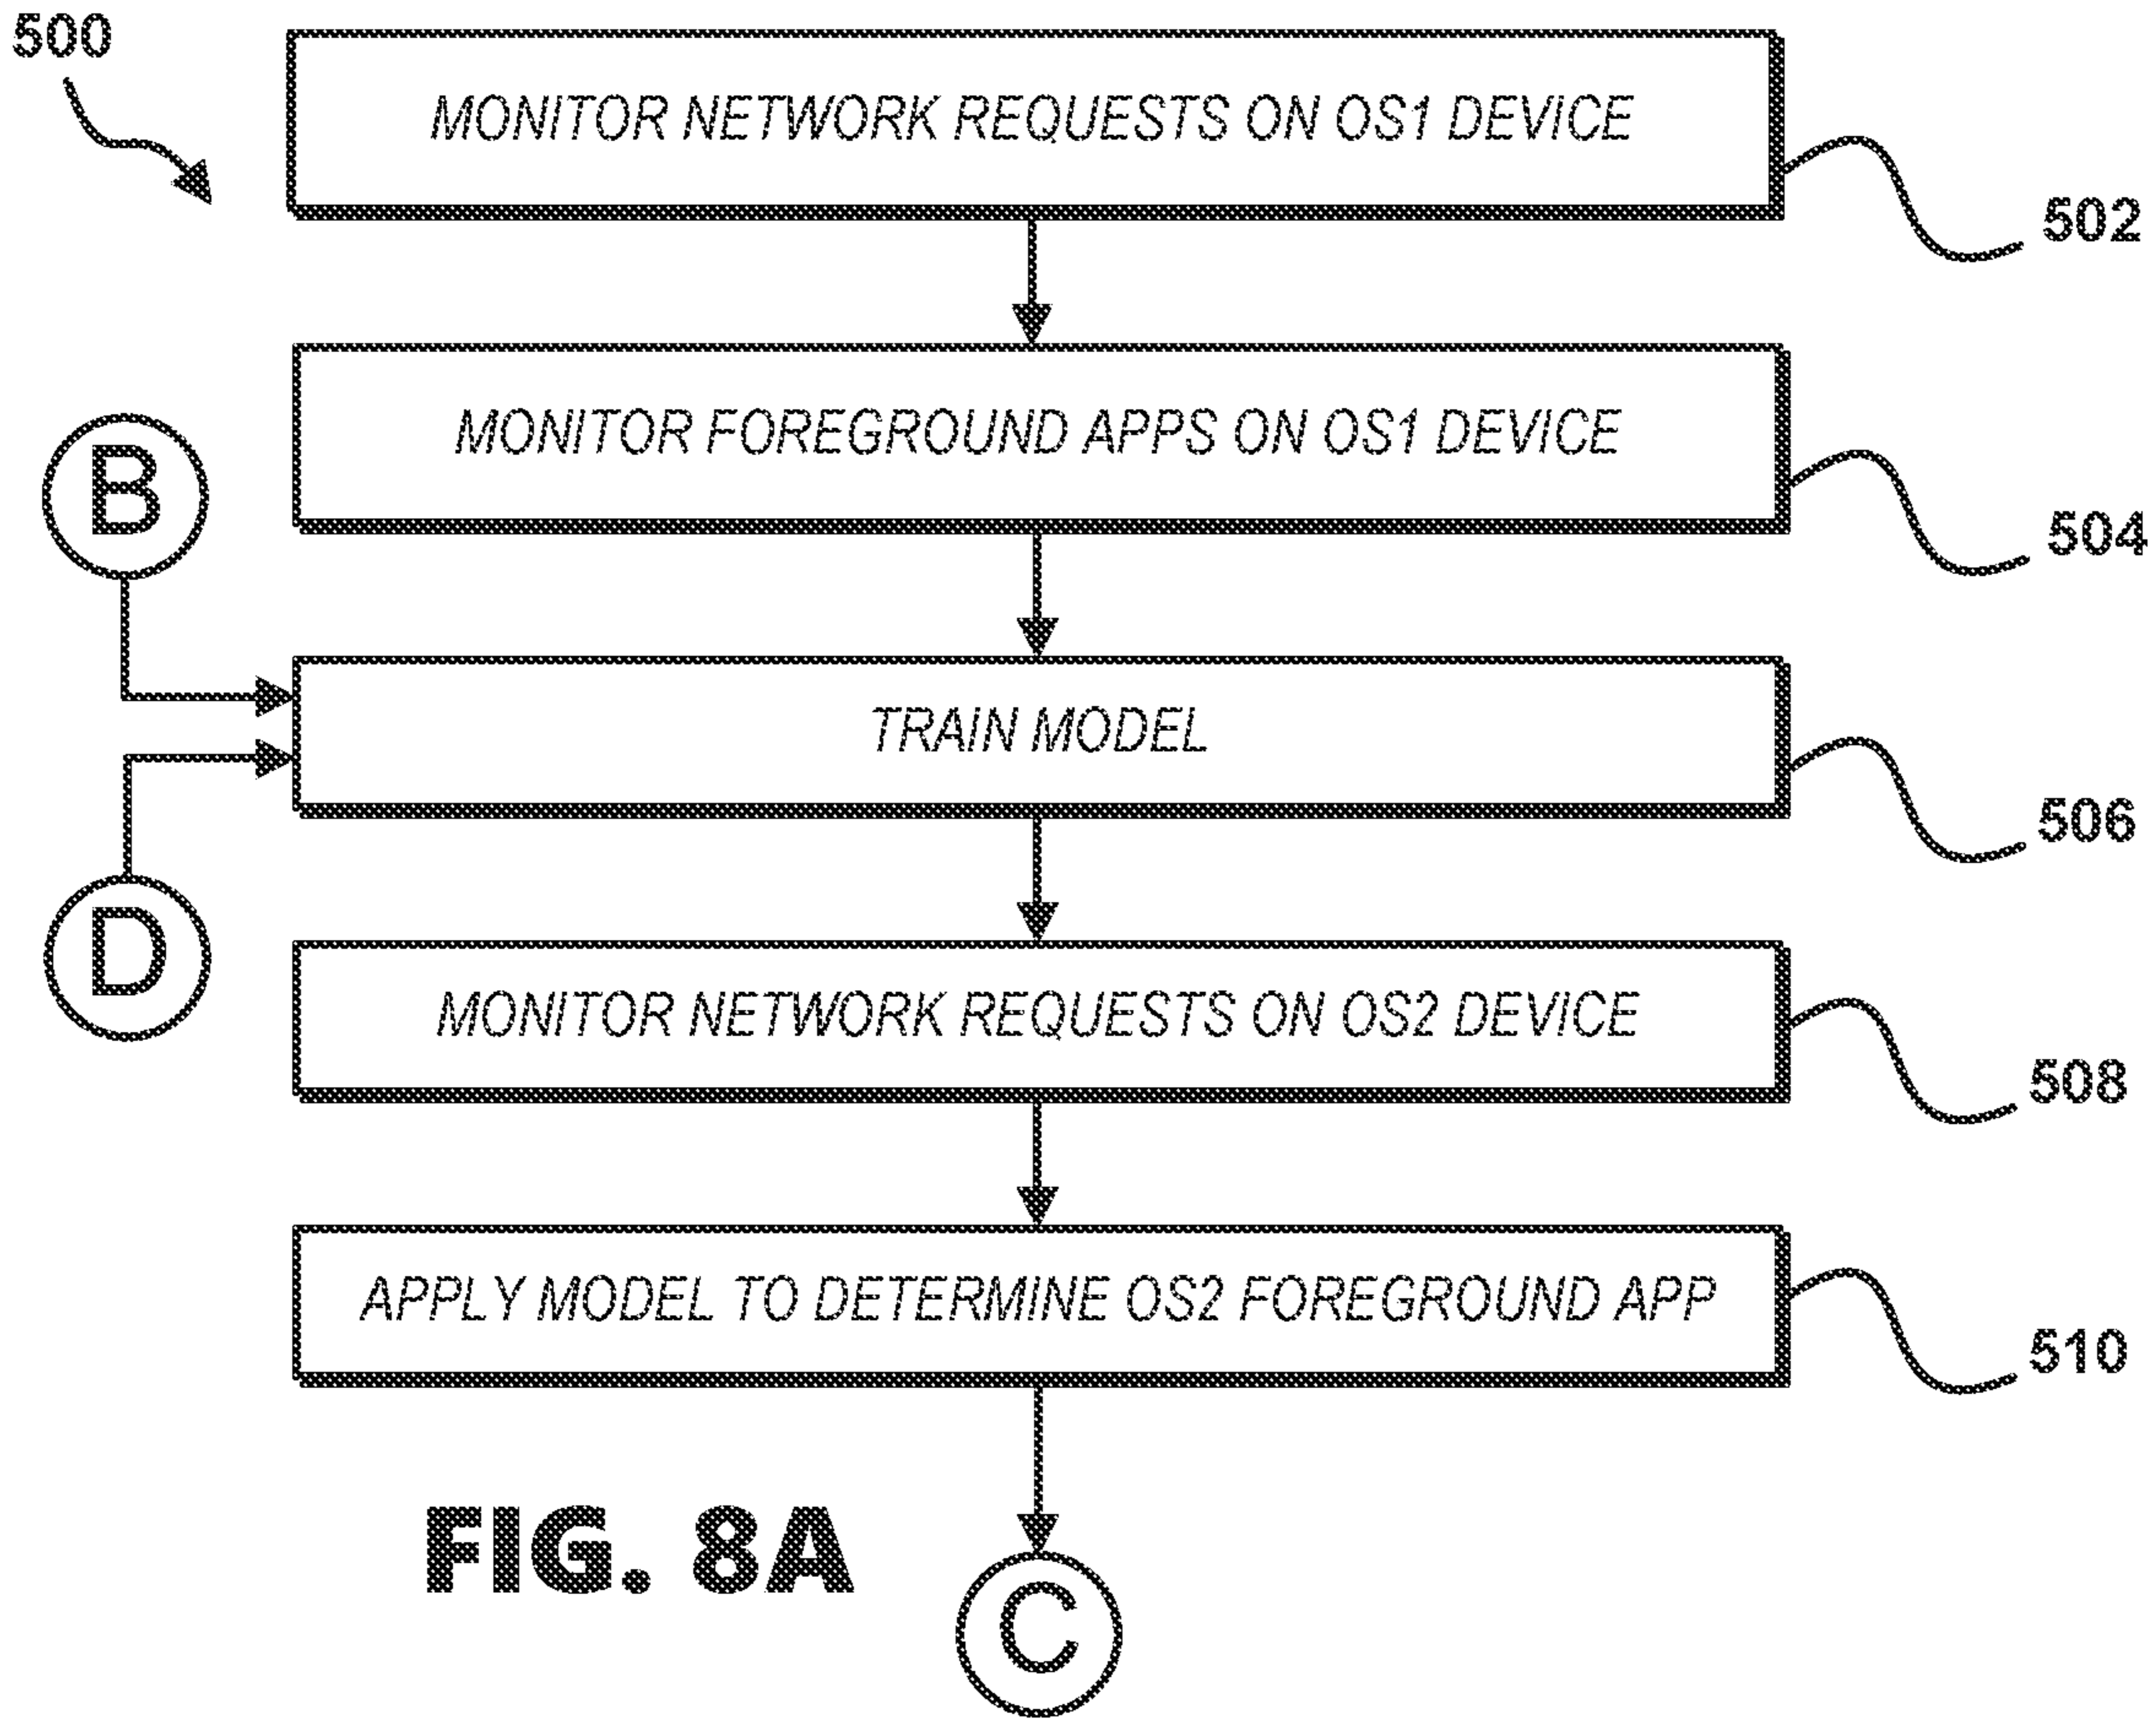 500
MONITOR NETWORK REQUESTS ON OS1 DEVICE
502
MONITOR FOREGROUND APPS ON OS1 DEVICE
504
B
TRAIN MODEL
506
D
MONITOR NETWORK REQUESTS ON OS2 DEVICE
508
APPLY MODEL TO DETERMINE OS2 FOREGROUND APP
510
FIG. 8A
C